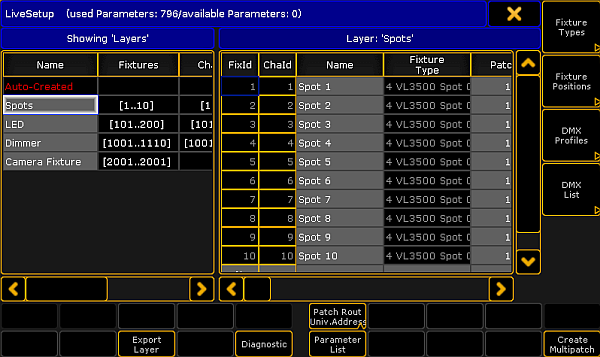 LiveSetup (used Parameters: 796/available Parameters: 0)
Showing 'Layers'
Name Fixtures Ch
Auto-Created
Spots [1..10] [1
LED [101..200] [101
Dimmer [1001..1110] [1001
Camera Fixture [2001..2001]
Layer: 'Spots'
FixId ChaId Name Fixture Type Patc
1 1 Spot 1 4 VL3500 Spot 1
2 2 Spot 2 4 VL3500 Spot 1
3 3 Spot 3 4 VL3500 Spot 1
4 4 Spot 4 4 VL3500 Spot 1
5 5 Spot 5 4 VL3500 Spot 1
6 6 Spot 6 4 VL3500 Spot 1
7 7 Spot 7 4 VL3500 Spot 1
8 8 Spot 8 4 VL3500 Spot 1
9 9 Spot 9 4 VL3500 Spot 1
10 10 Spot 10 4 VL3500 Spot 1
Fixture
Types
Fixture
Positions
DMX
Profiles
DMX
List
Patch Rout
Univ.Address
Export
Layer
Diagnostic
Parameter
List
Create
Multipatch